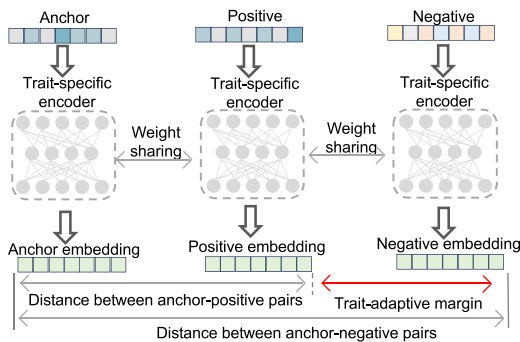 Anchor
Positive
Negative
Trait-specific
encoder
Trait-specific
encoder
Trait-specific
encoder
Weight
sharing
Weight
sharing
Anchor embedding
Positive embedding
Negative embedding
Distance between anchor-positive pairs
Trait-adaptive margin
Distance between anchor-negative pairs